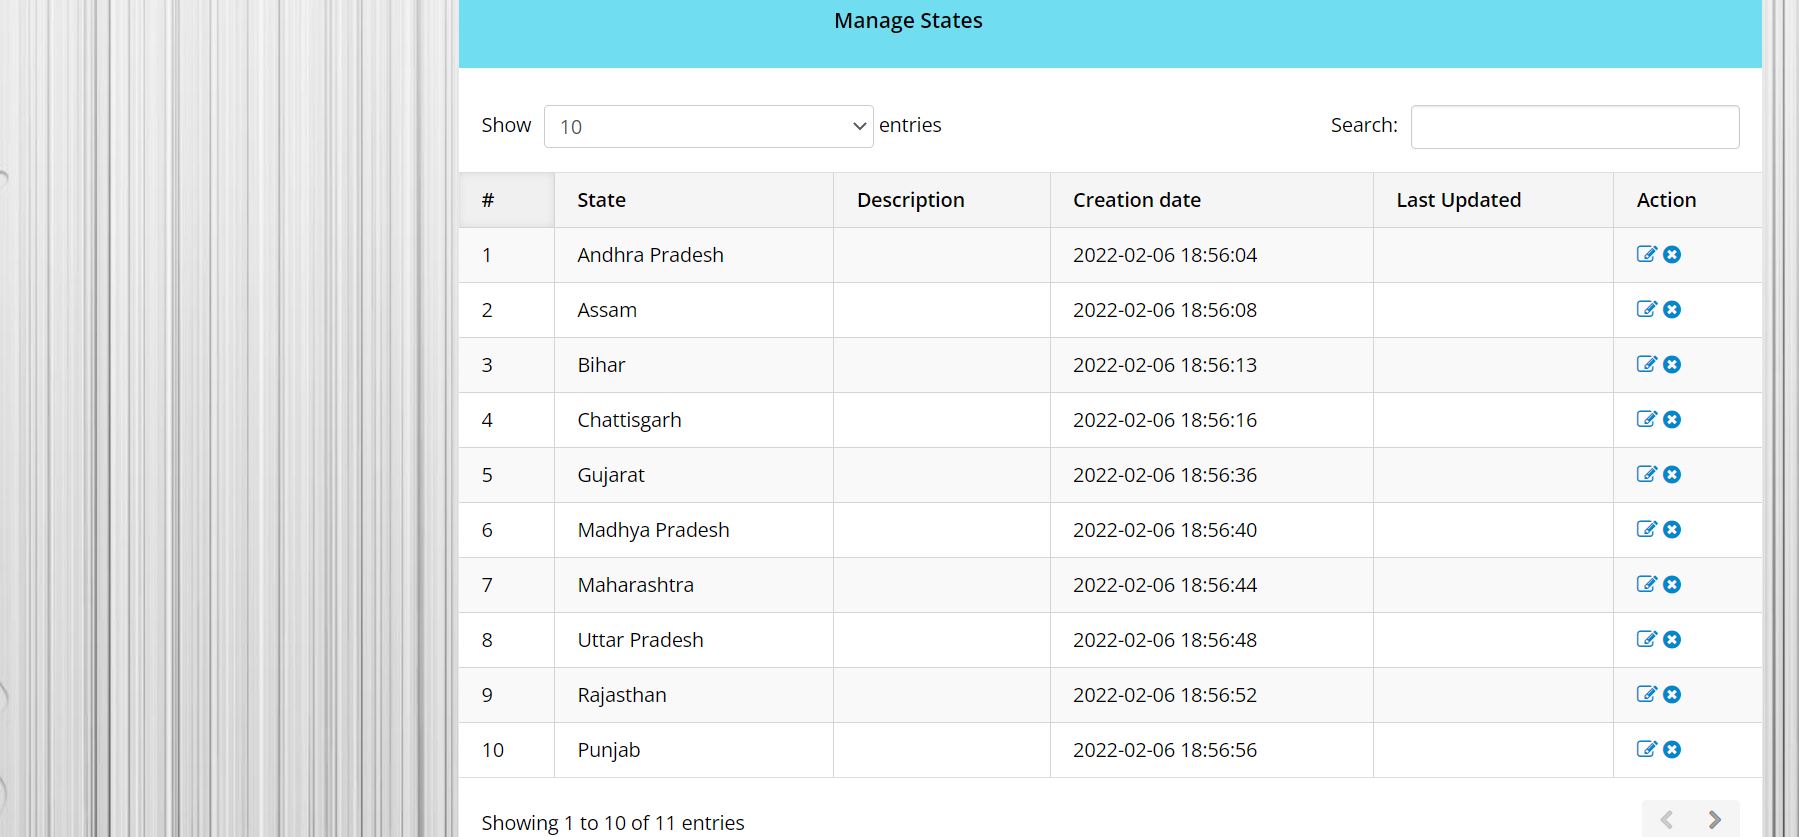 Manage States
Show 10 entries Search:
# State Description Creation date Last Updated Action
1 Andhra Pradesh 2022-02-06 18:56:04
2 Assam 2022-02-06 18:56:08
3 Bihar 2022-02-06 18:56:13
4 Chattisgarh 2022-02-06 18:56:16
5 Gujarat 2022-02-06 18:56:36
6 Madhya Pradesh 2022-02-06 18:56:40
7 Maharashtra 2022-02-06 18:56:44
8 Uttar Pradesh 2022-02-06 18:56:48
9 Rajasthan 2022-02-06 18:56:52
10 Punjab 2022-02-06 18:56:56
Showing 1 to 10 of 11 entries